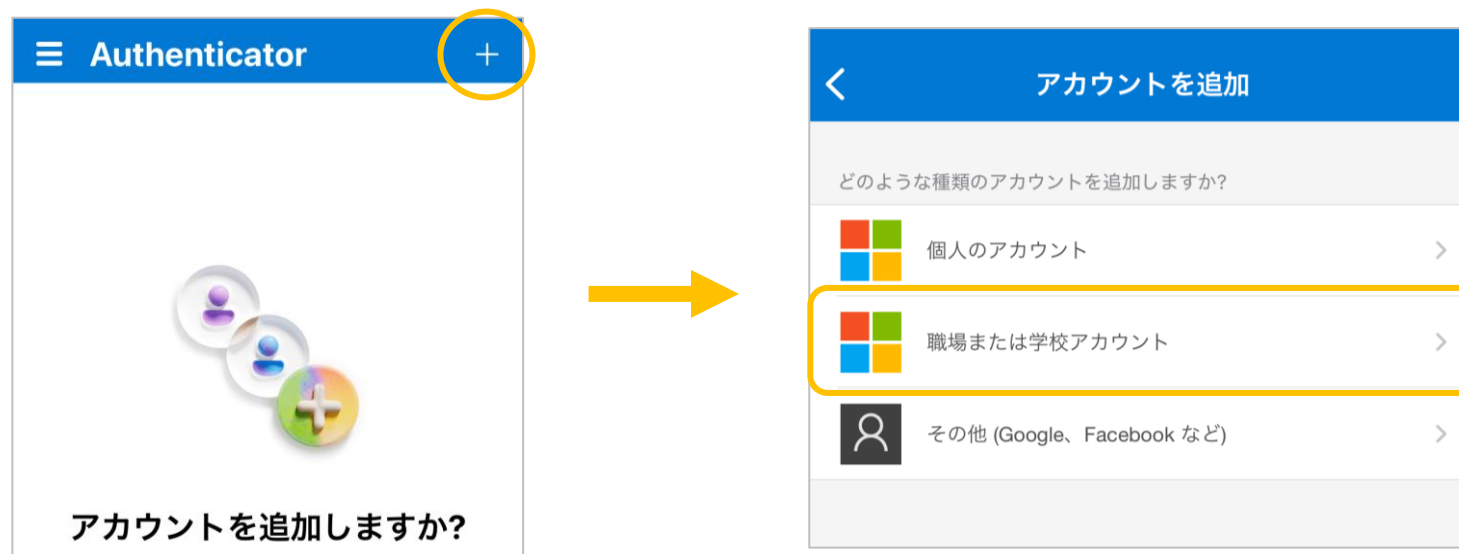 Authenticator
アカウントを追加しますか?
アカウントを追加
どのような種類のアカウントを追加しますか?
個人のアカウント
職場または学校アカウント
その他 (Google、Facebook など)